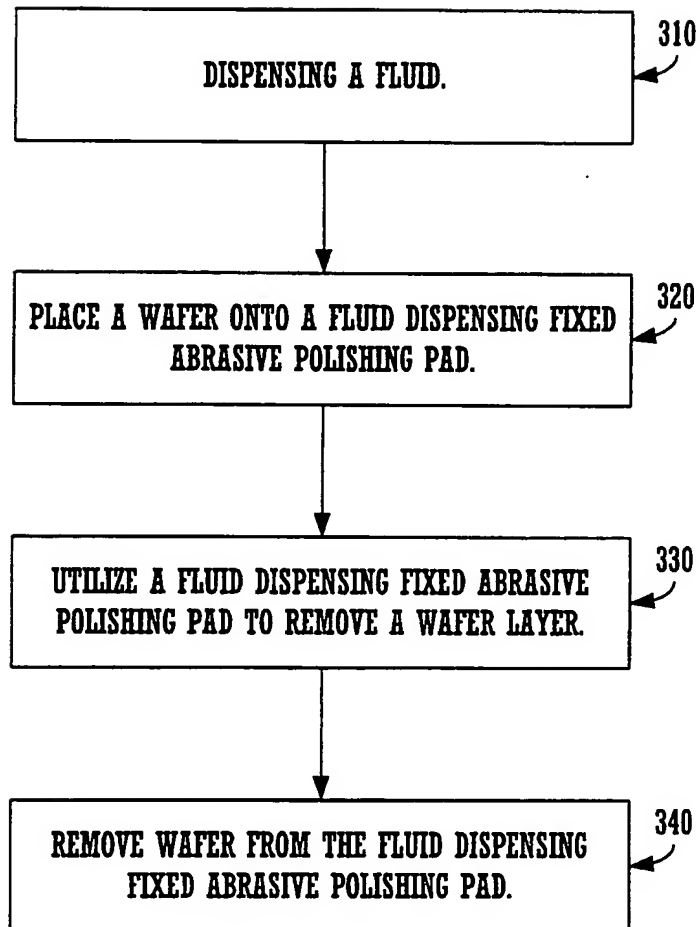 310
DISPENSING A FLUID.
320
PLACE A WAFER ONTO A FLUID DISPENSING FIXED
ABRASIVE POLISHING PAD.
330
UTILIZE A FLUID DISPENSING FIXED ABRASIVE
POLISHING PAD TO REMOVE A WAFER LAYER.
340
REMOVE WAFER FROM THE FLUID DISPENSING
FIXED ABRASIVE POLISHING PAD.